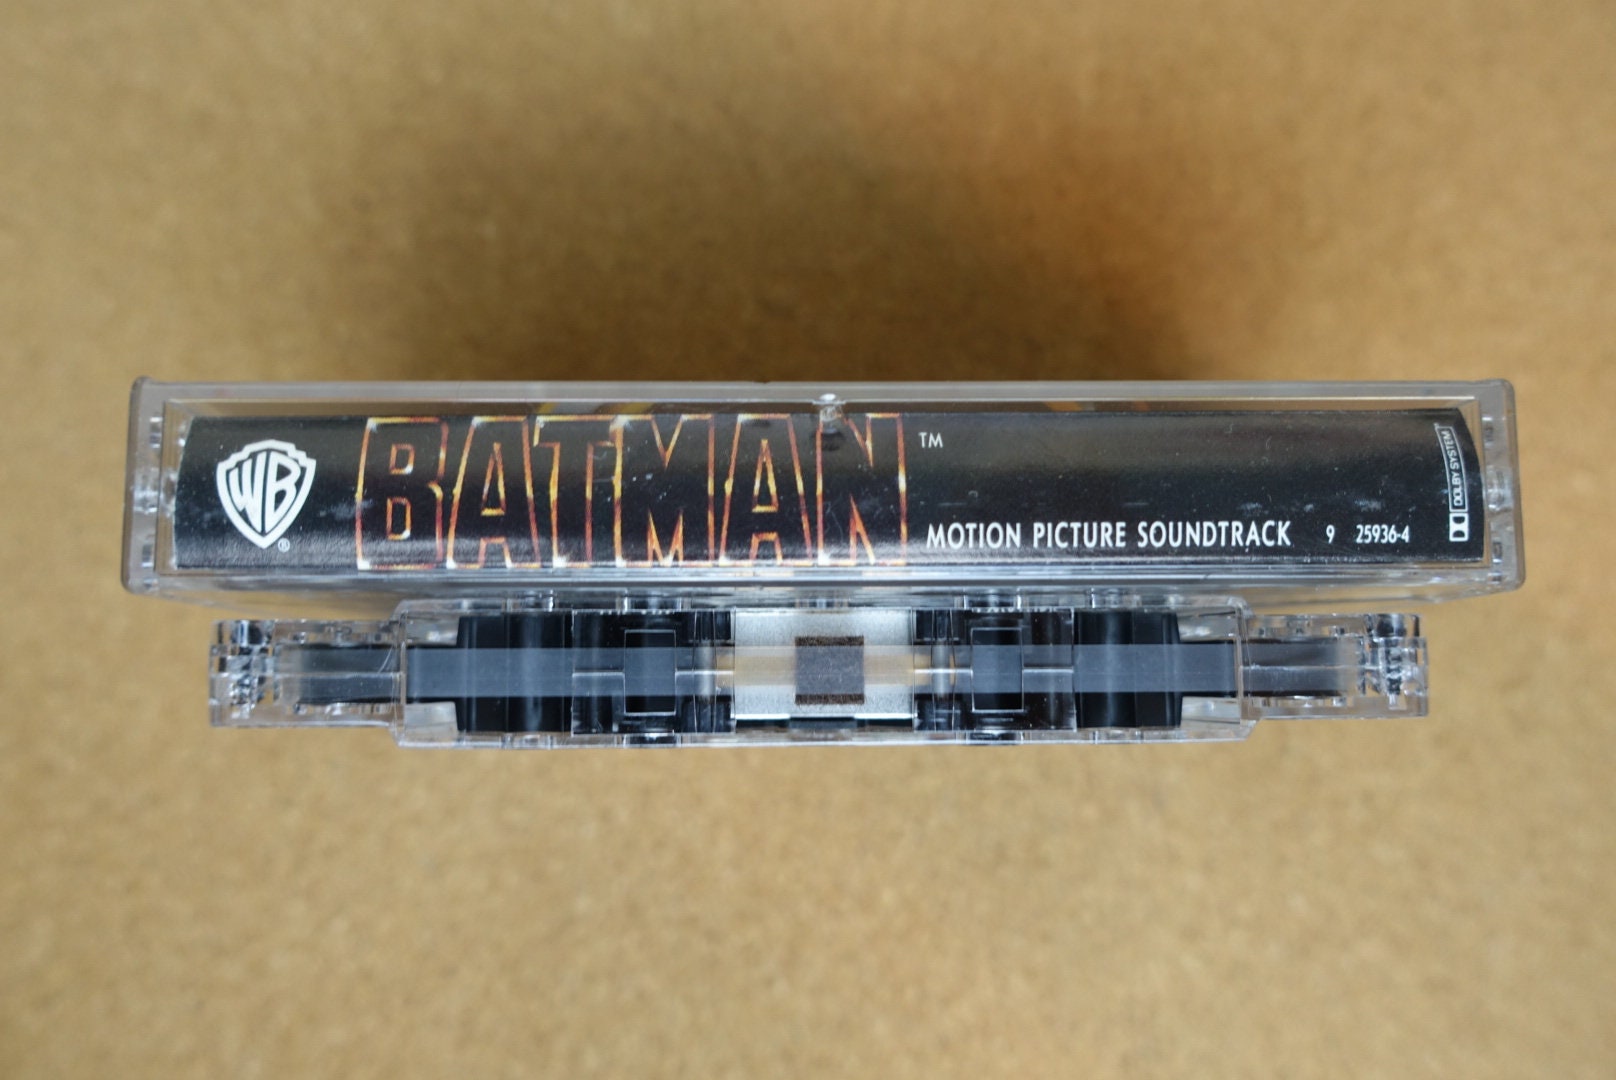 WB
®
BATMAN
™
MOTION PICTURE SOUNDTRACK 9 25936-4
DOLBY SYSTEM